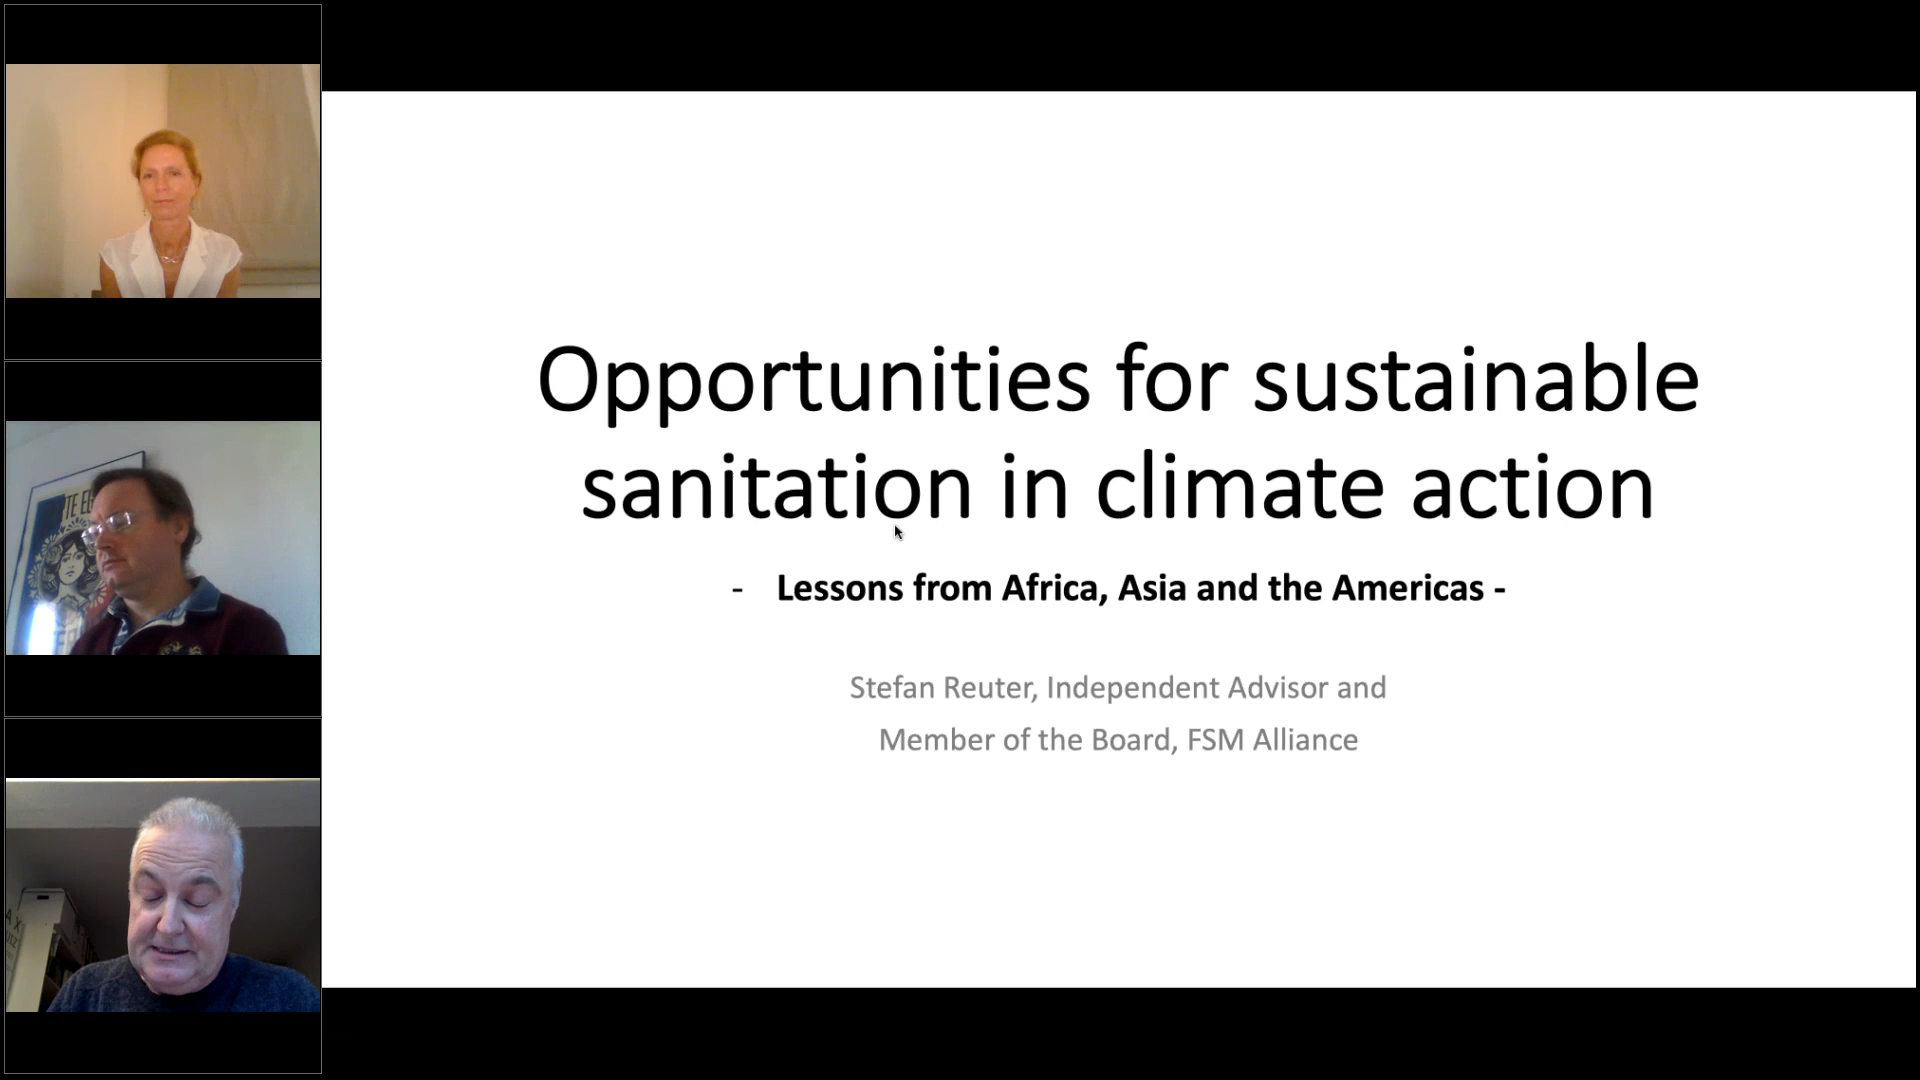 Opportunities for sustainable
sanitation in climate action
- Lessons from Africa, Asia and the Americas -
Stefan Reuter, Independent Advisor and
Member of the Board, FSM Alliance